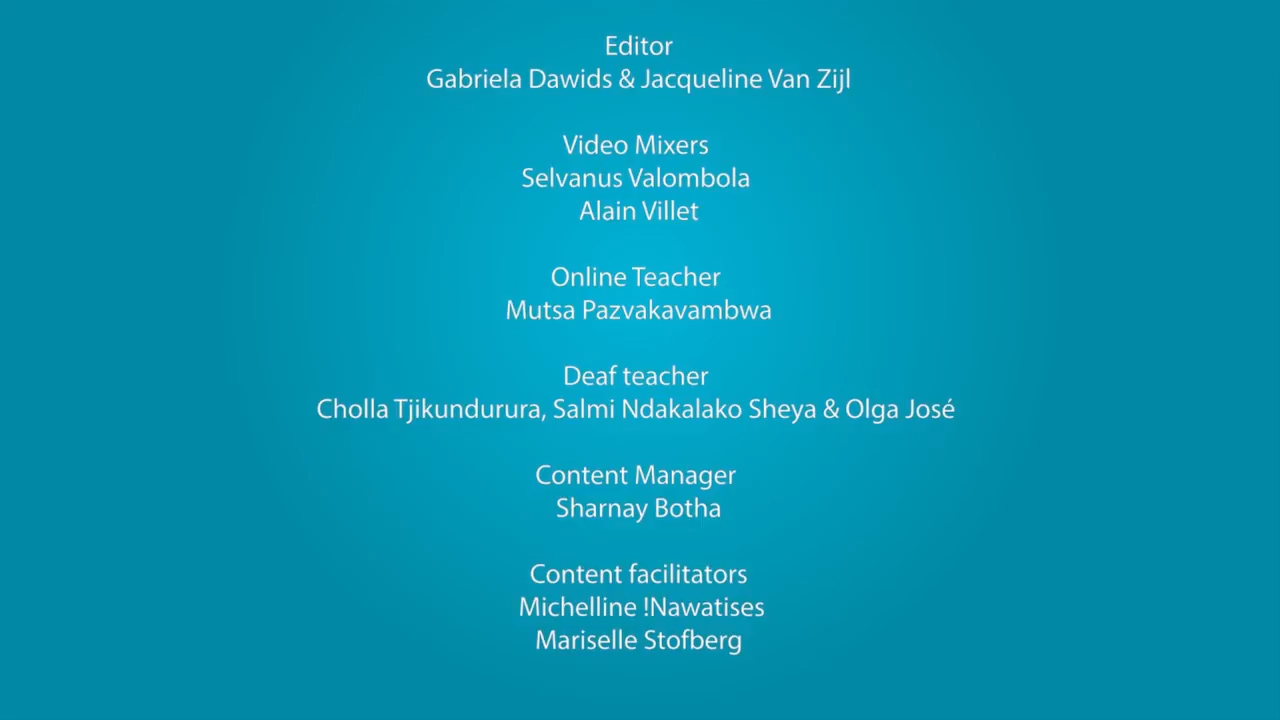 Editor
Gabriela Dawids & Jacqueline Van Zijl
Video Mixers
Selvanus Valombola
Alain Villet
Online Teacher
Mutsa Pazvakavambwa
Deaf teacher
Cholla Tjikundurura, Salmi Ndakalako Sheya & Olga José
Content Manager
Sharnay Botha
Content facilitators
Michelline !Nawatises
Mariselle Stofberg